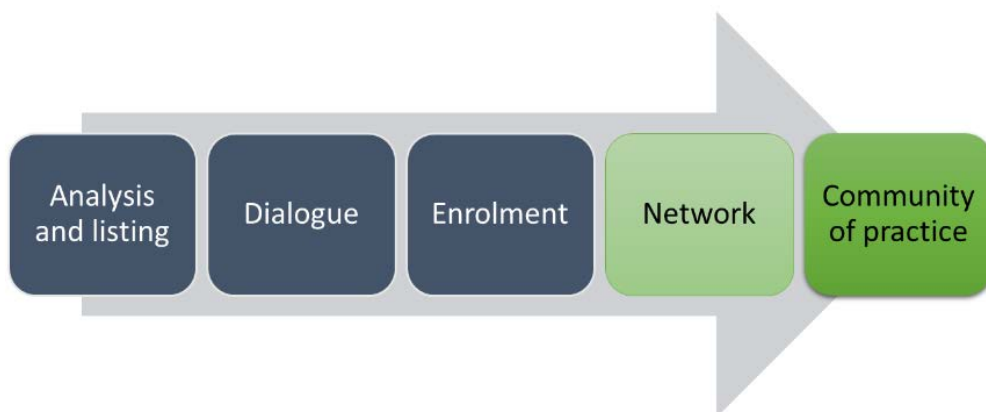 Analysis
and listing
Dialogue
Enrolment
Network
Community
of practice